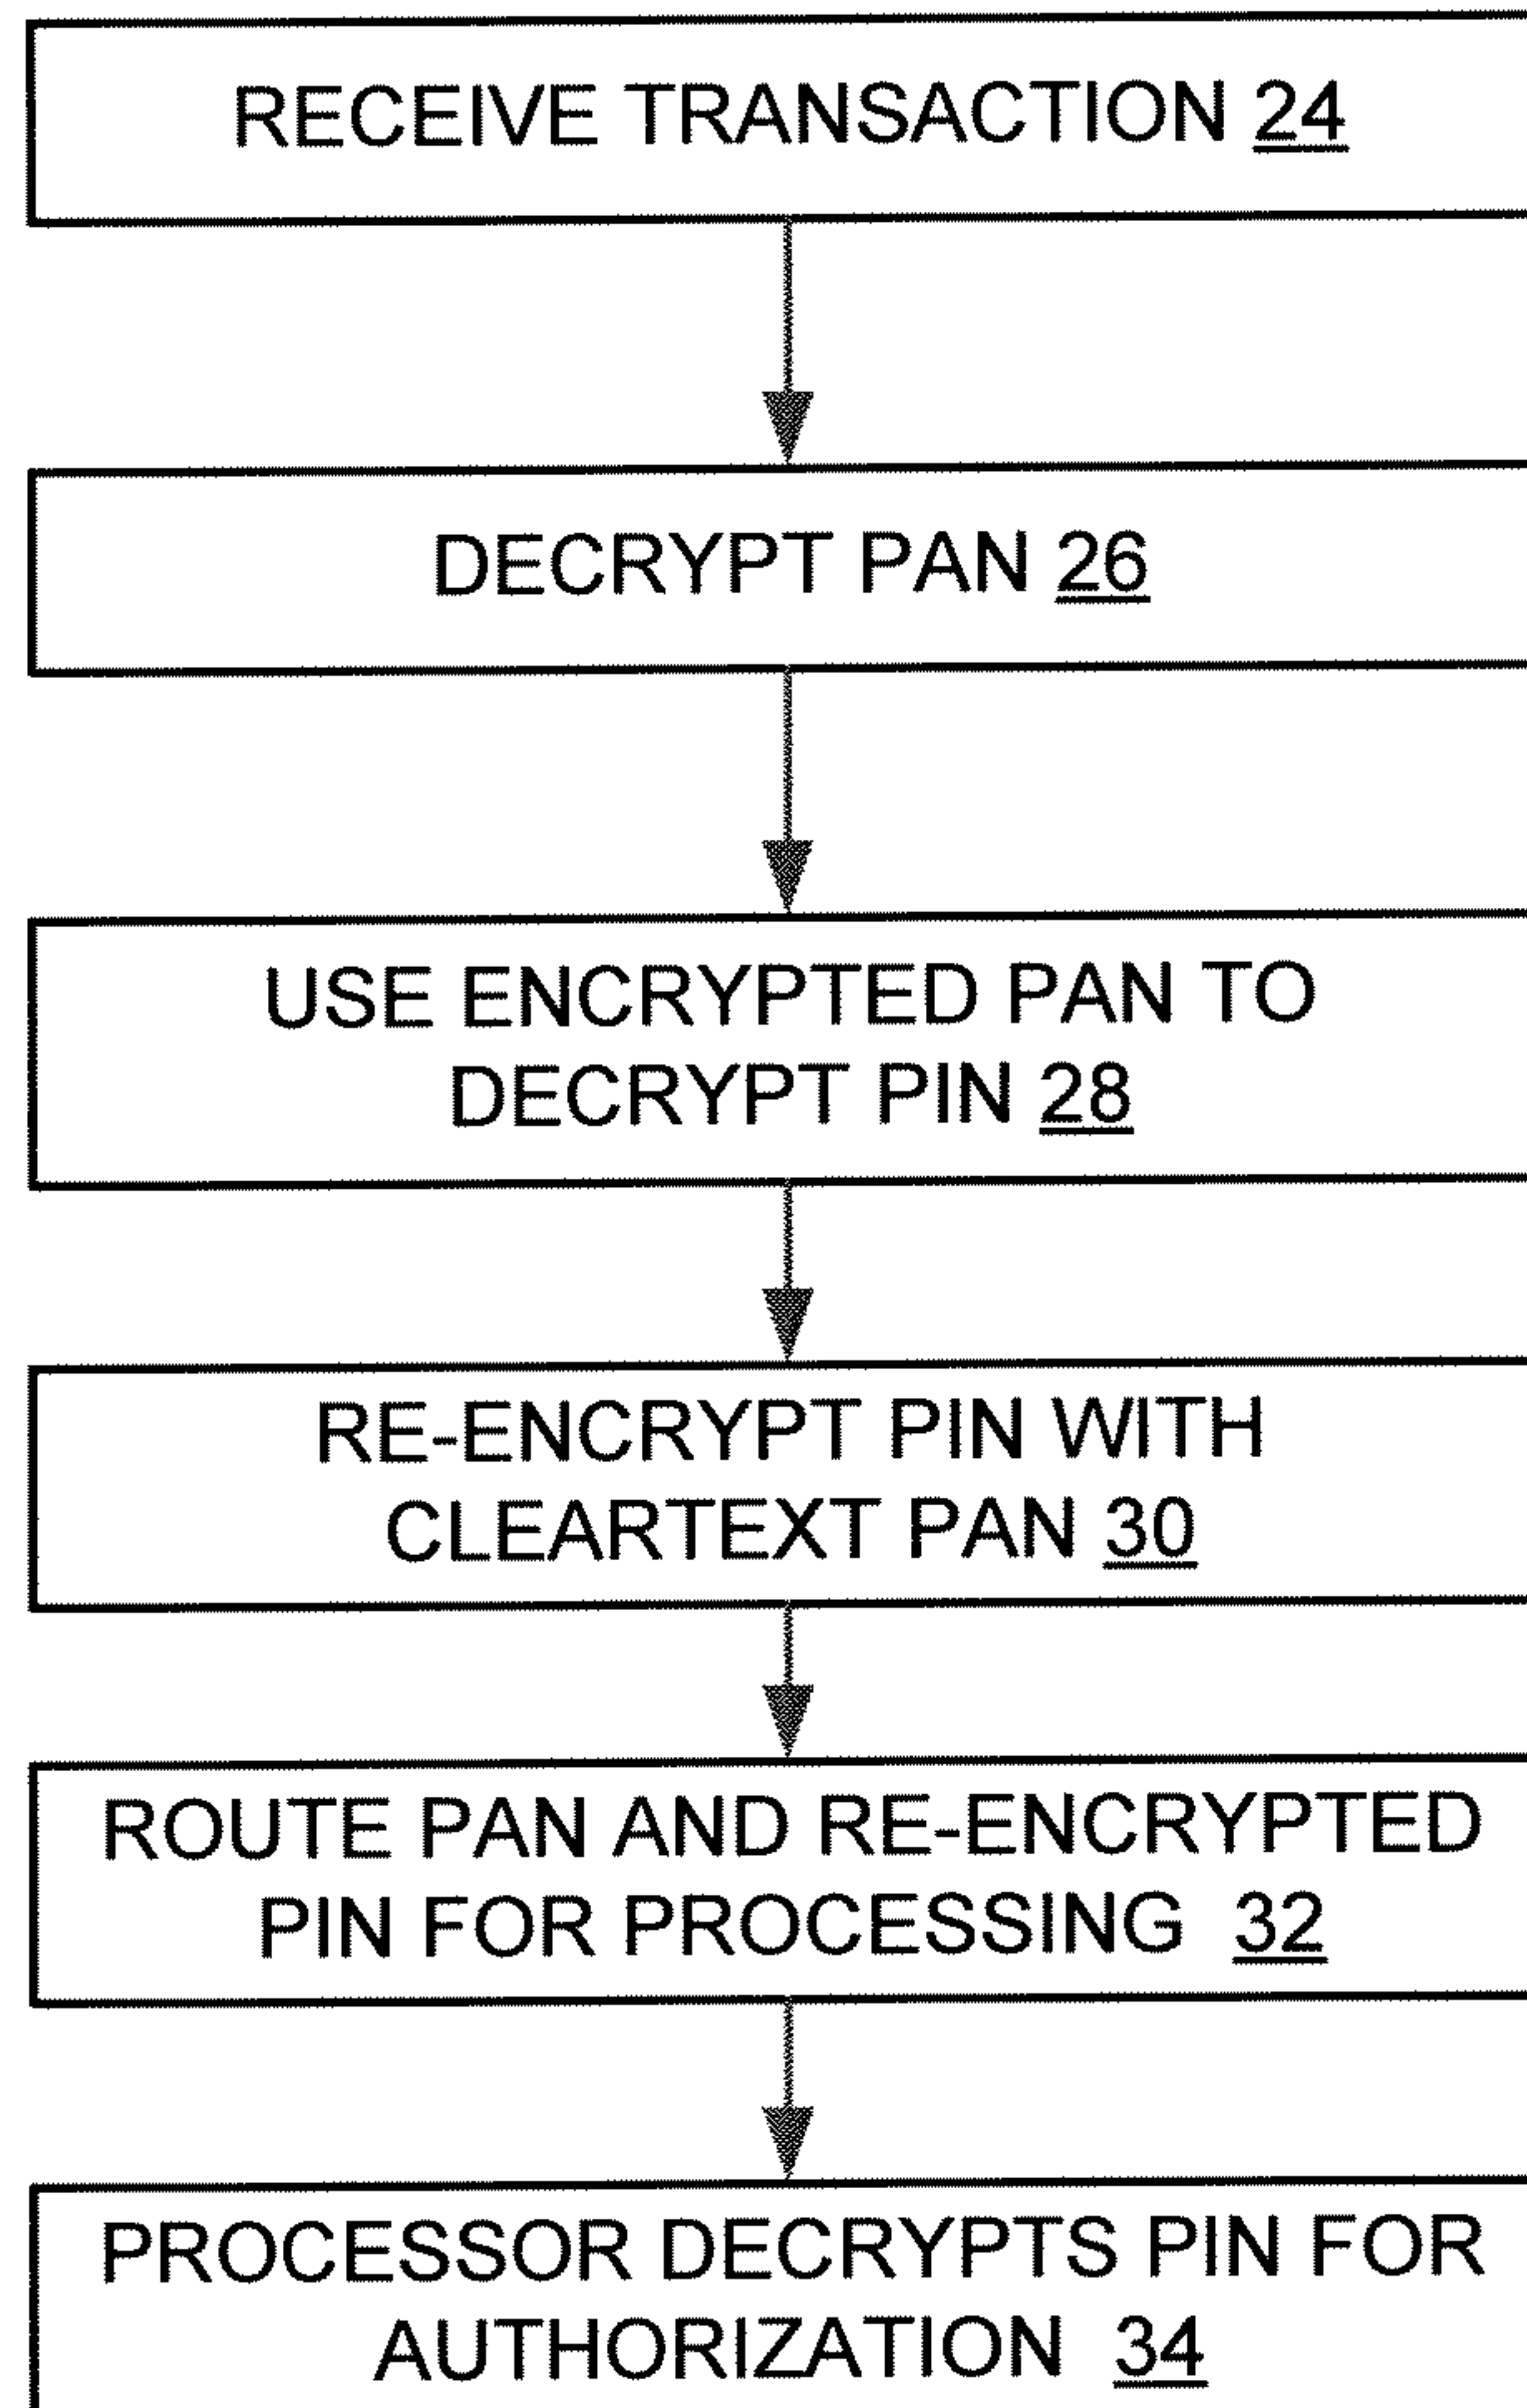 RECEIVE TRANSACTION 24
DECRYPT PAN 26
USE ENCRYPTED PAN TO
DECRYPT PIN 28
RE-ENCRYPT PIN WITH
CLEARTEXT PAN 30
ROUTE PAN AND RE-ENCRYPTED
PIN FOR PROCESSING 32
PROCESSOR DECRYPTS PIN FOR
AUTHORIZATION 34